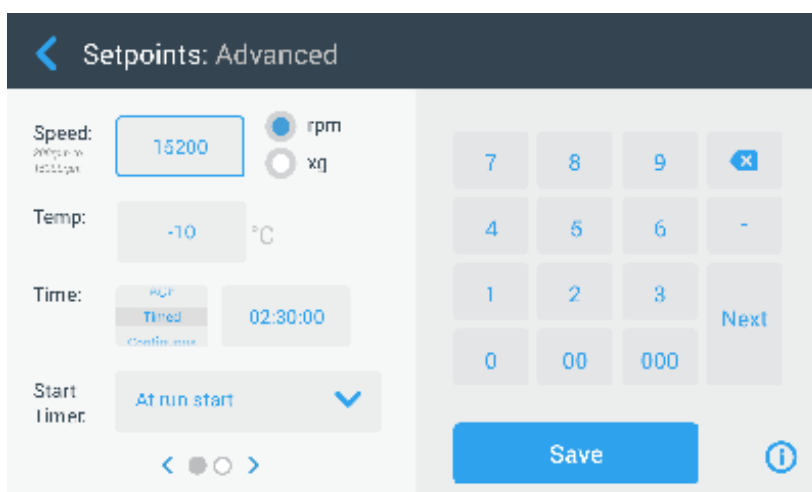 Setpoints: Advanced
Speed:
15200
rpm
xg
Temp:
-10
°C
Time:
Timed
02:30:00
Start
Timer:
At run start
7 8 9
4 5 6 -
1 2 3
Next
0 00 000
Save